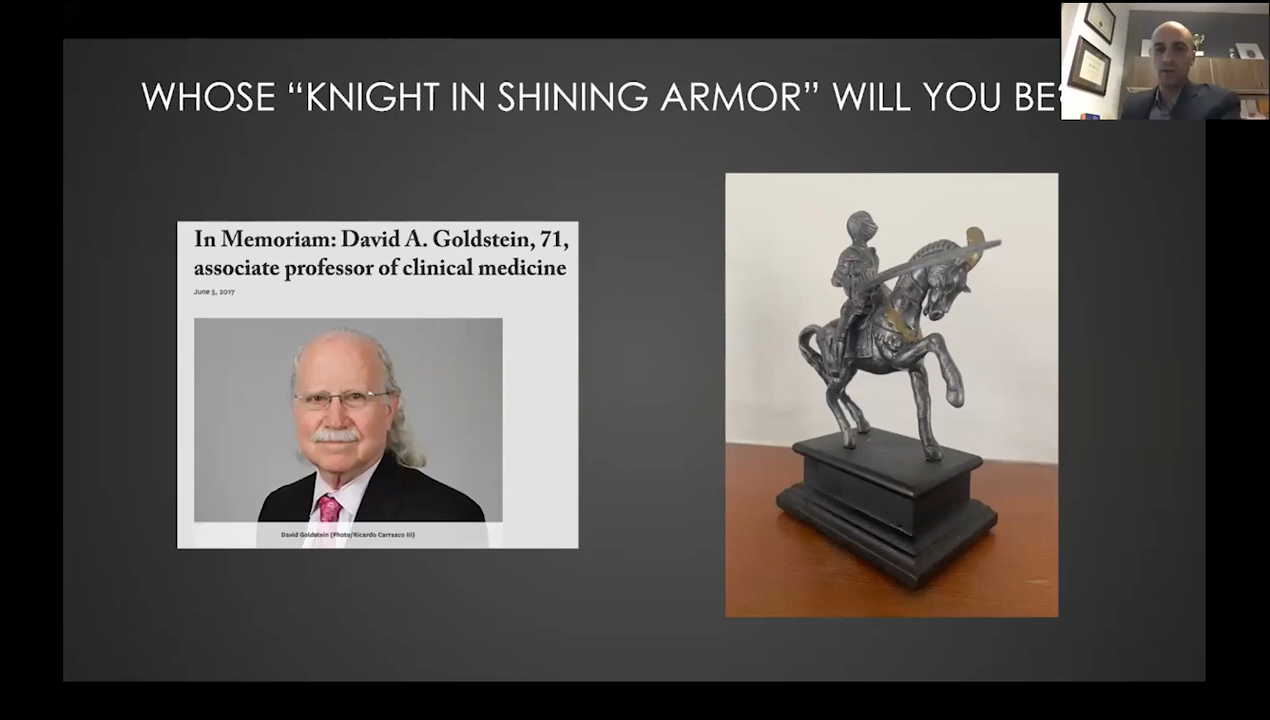 WHOSE “KNIGHT IN SHINING ARMOR” WILL YOU BE?
In Memoriam: David A. Goldstein, 71,
associate professor of clinical medicine
June 5, 2017
David Goldstein (Photo/Ricardo Carrasco III)